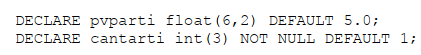 DECLARE pvparti float(6,2) DEFAULT 5.0;
DECLARE cantarti int(3) NOT NULL DEFAULT 1;